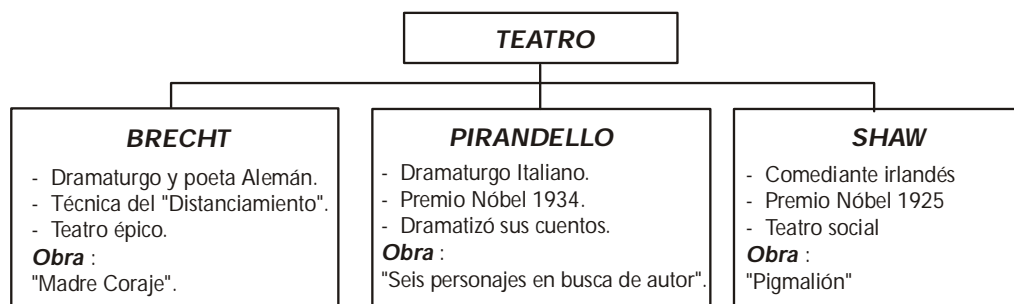 TEATRO
BRECHT
- Dramaturgo y poeta Alemán.
- Técnica del "Distanciamiento".
- Teatro épico.
Obra :
"Madre Coraje".
PIRANDELLO
- Dramaturgo Italiano.
- Premio Nóbel 1934.
- Dramatizó sus cuentos.
Obra :
"Seis personajes en busca de autor".
SHAW
- Comediante irlandés
- Premio Nóbel 1925
- Teatro social
Obra :
"Pigmalión"